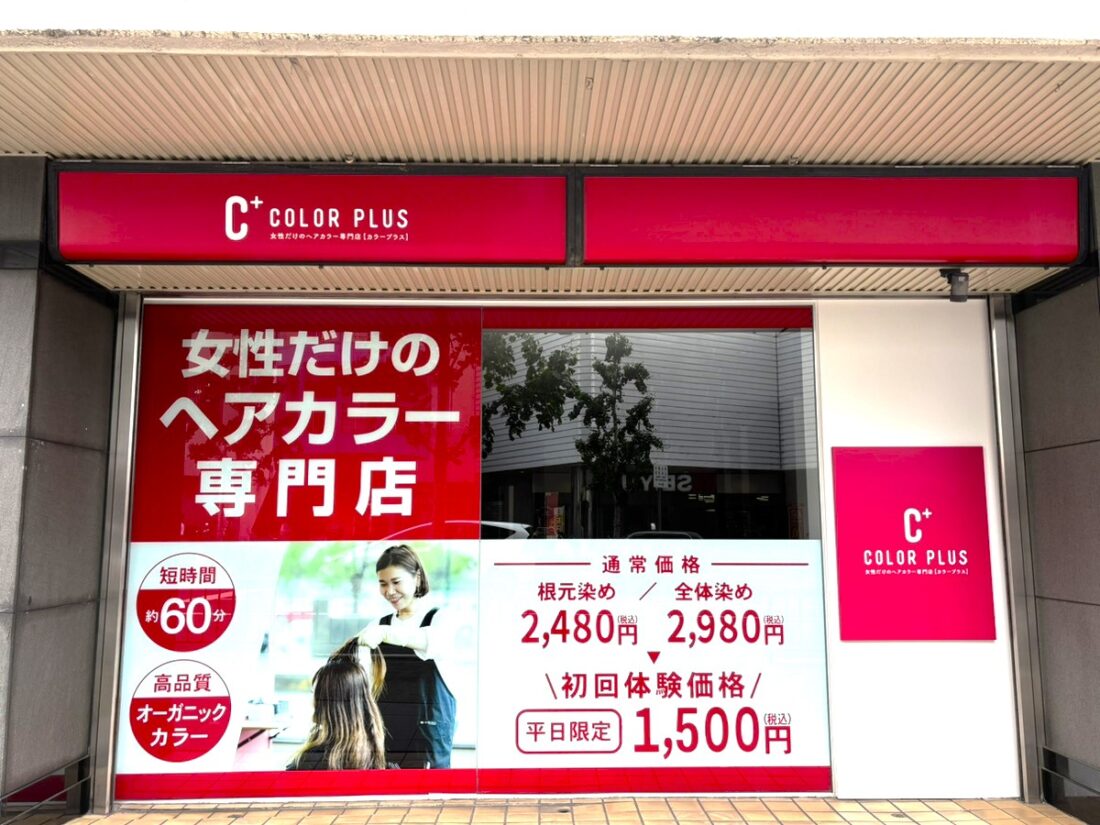 C+ COLOR PLUS
女性だけのヘアカラー専門店[カラープラス]
女性だけの
ヘアカラー
専門店
短時間
約60分
高品質
オーガニック
カラー
通常価格
根元染め / 全体染め
2,480円(税込) 2,980円(税込)
▼
\初回体験価格/
平日限定 1,500円(税込)
C+
COLOR PLUS
女性だけのヘアカラー専門店[カラープラス]